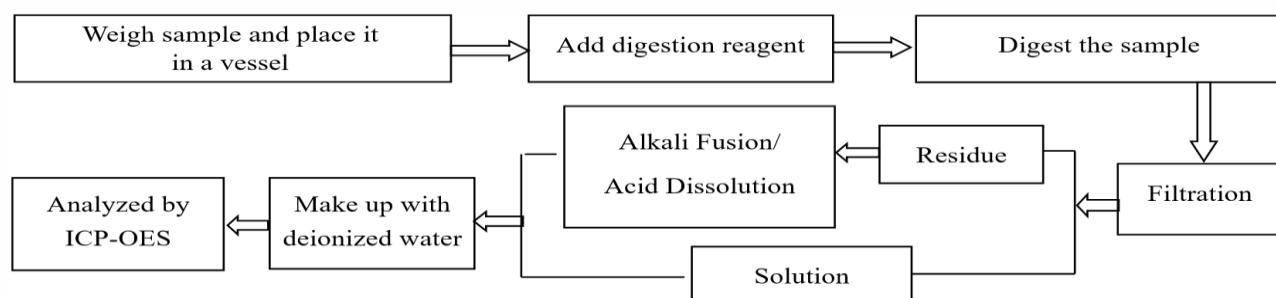 Weigh sample and place it
in a vessel
Add digestion reagent
Digest the sample
Filtration
Residue
Alkali Fusion/
Acid Dissolution
Solution
Make up with
deionized water
Analyzed by
ICP-OES